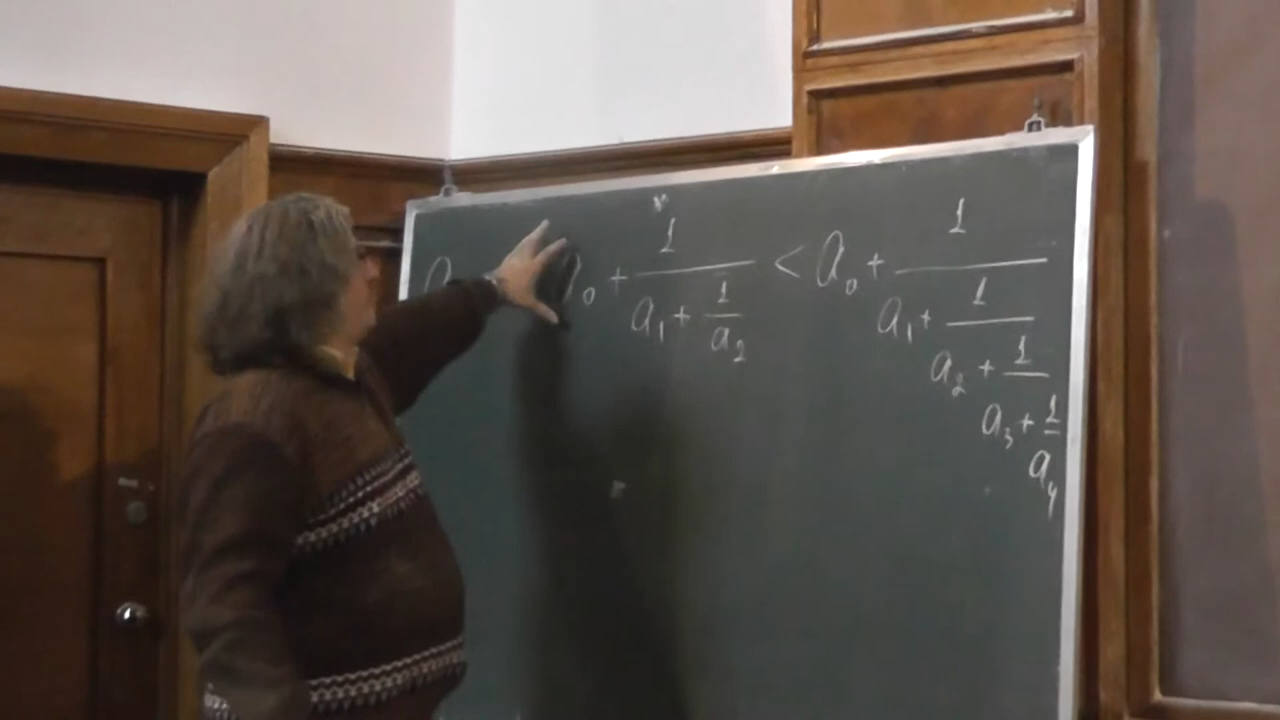 a a₀ + 1/(a₁ + 1/a₂) < a₀ + 1/(a₁ + 1/(a₂ + 1/(a₃ + 1/a₄)))